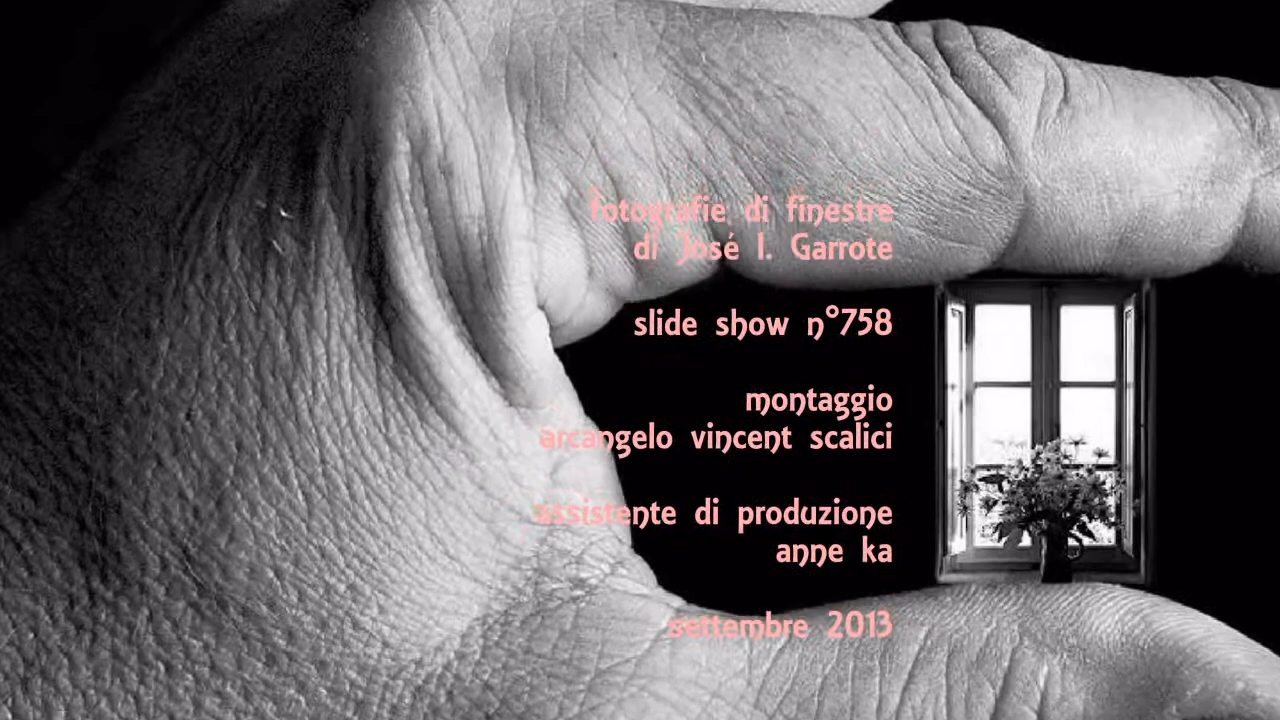 fotografie di finestre
di José I. Garrote
slide show n°758
montaggio
arcangelo vincent scalici
assistente di produzione
anne ka
settembre 2013